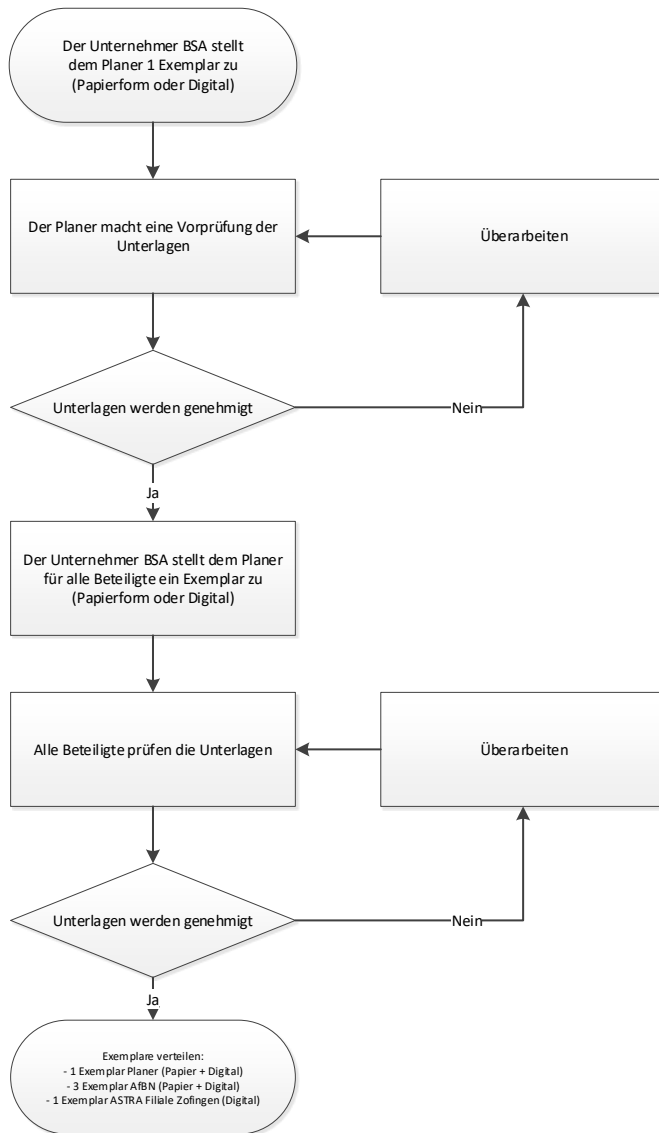 Der Unternehmer BSA stellt
dem Planer 1 Exemplar zu
(Papierform oder Digital)
Der Planer macht eine Vorprüfung der
Unterlagen
Überarbeiten
Unterlagen werden genehmigt
Nein
Ja
Der Unternehmer BSA stellt dem Planer
für alle Beteiligte ein Exemplar zu
(Papierform oder Digital)
Alle Beteiligte prüfen die Unterlagen
Überarbeiten
Unterlagen werden genehmigt
Nein
Ja
Exemplare verteilen:
- 1 Exemplar Planer (Papier + Digital)
- 3 Exemplar AfBN (Papier + Digital)
- 1 Exemplar ASTRA Filiale Zofingen (Digital)